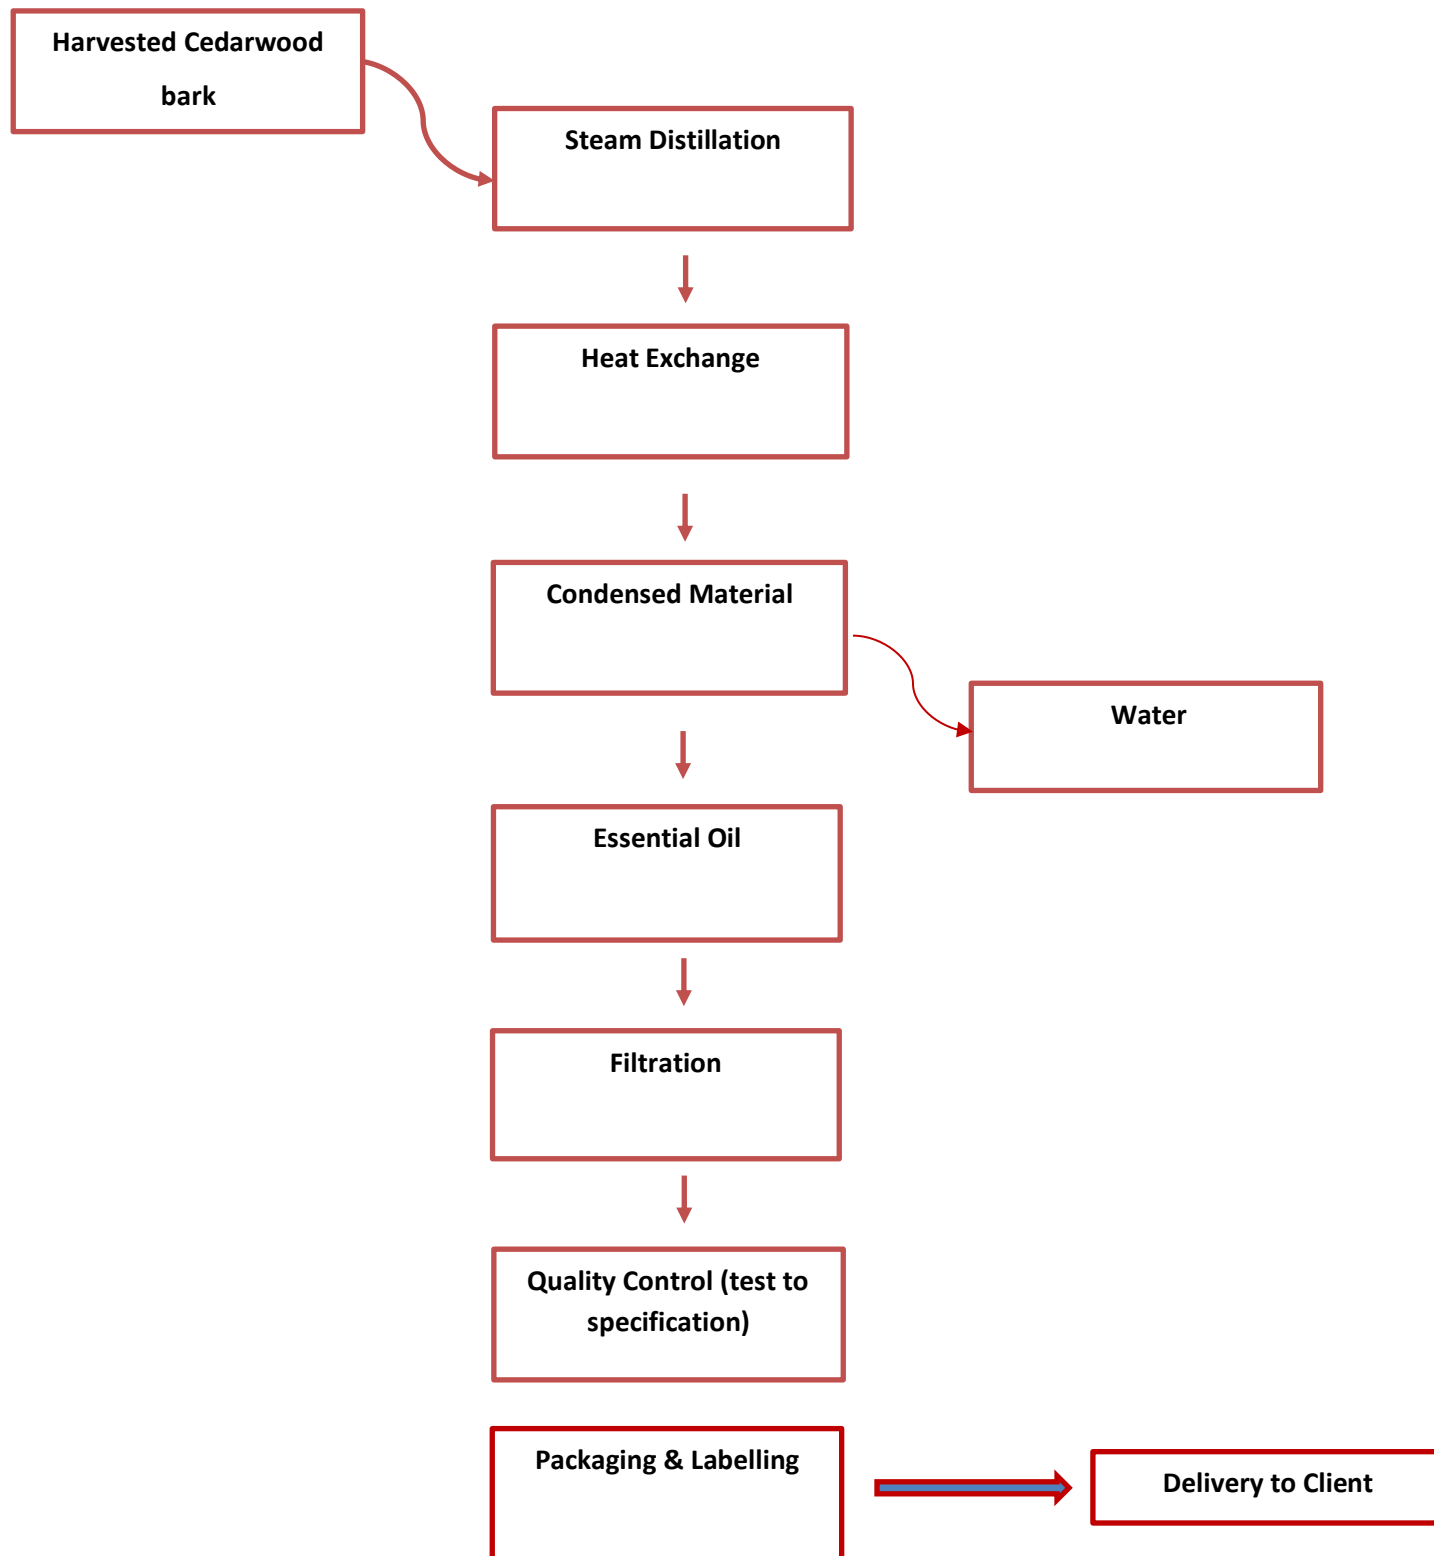 Harvested Cedarwood
bark
Steam Distillation
Heat Exchange
Condensed Material
Water
Essential Oil
Filtration
Quality Control (test to
specification)
Packaging & Labelling
Delivery to Client